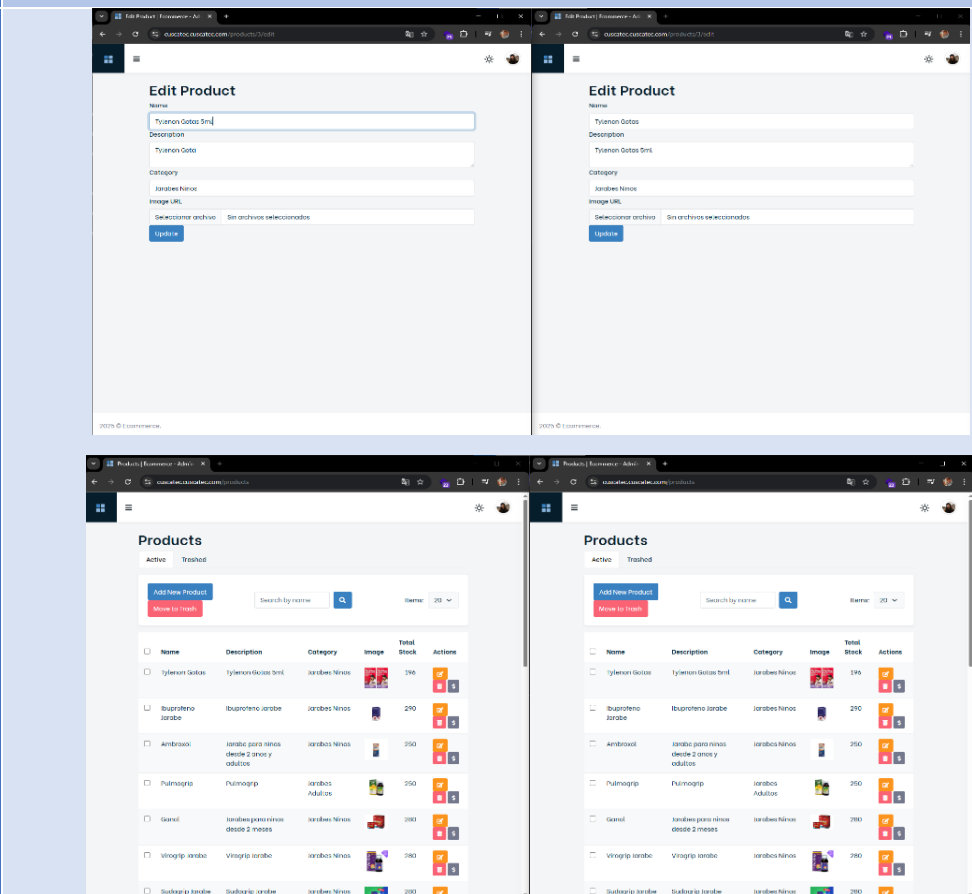 Edit Product | Ecommerce - Ad
cuscatec.cuscatec.com/products/3/edit
Edit Product
Name
Tylenon Gotas 5mL
Description
Tylenon Gota
Category
Jarabes Ninos
Image URL
Seleccionar archivo Sin archivos seleccionados
Update
2025 © Ecommerce.
Edit Product | Ecommerce - Ad
cuscatec.cuscatec.com/products/3/edit
Edit Product
Name
Tylenon Gotas
Description
Tylenon Gotas 5mL
Category
Jarabes Ninos
Image URL
Seleccionar archivo Sin archivos seleccionados
Update
2025 © Ecommerce.
Products | Ecommerce - Admin
cuscatec.cuscatec.com/products
Products
Active Trashed
Add New Product
Move to Trash
Search by name
Items: 20
Name Description Category Image Total Stock Actions
Tylenon Gotas Tylenon Gotas 5ml Jarabes Ninos 196
Ibuprofeno Jarabe Ibuprofeno Jarabe Jarabes Ninos 290
Ambroxol Jarabe para ninos desde 2 anos y adultos Jarabes Ninos 250
Pulmogrip Pulmogrip Jarabes Adultos 250
Ganol Jarabes para ninos desde 2 meses Jarabes Ninos 280
Virogrip Jarabe Virogrip Jarabe Jarabes Ninos 280
Sudagrip Jarabe Sudagrip Jarabe Jarabes Ninos 280
Products | Ecommerce - Admin
cuscatec.cuscatec.com/products
Products
Active Trashed
Add New Product
Move to Trash
Search by name
Items: 20
Name Description Category Image Total Stock Actions
Tylenon Gotas Tylenon Gotas 5ml Jarabes Ninos 196
Ibuprofeno Jarabe Ibuprofeno Jarabe Jarabes Ninos 290
Ambroxol Jarabe para ninos desde 2 anos y adultos Jarabes Ninos 250
Pulmogrip Pulmogrip Jarabes Adultos 250
Ganol Jarabes para ninos desde 2 meses Jarabes Ninos 280
Virogrip Jarabe Virogrip Jarabe Jarabes Ninos 280
Sudagrip Jarabe Sudagrip Jarabe Jarabes Ninos 280